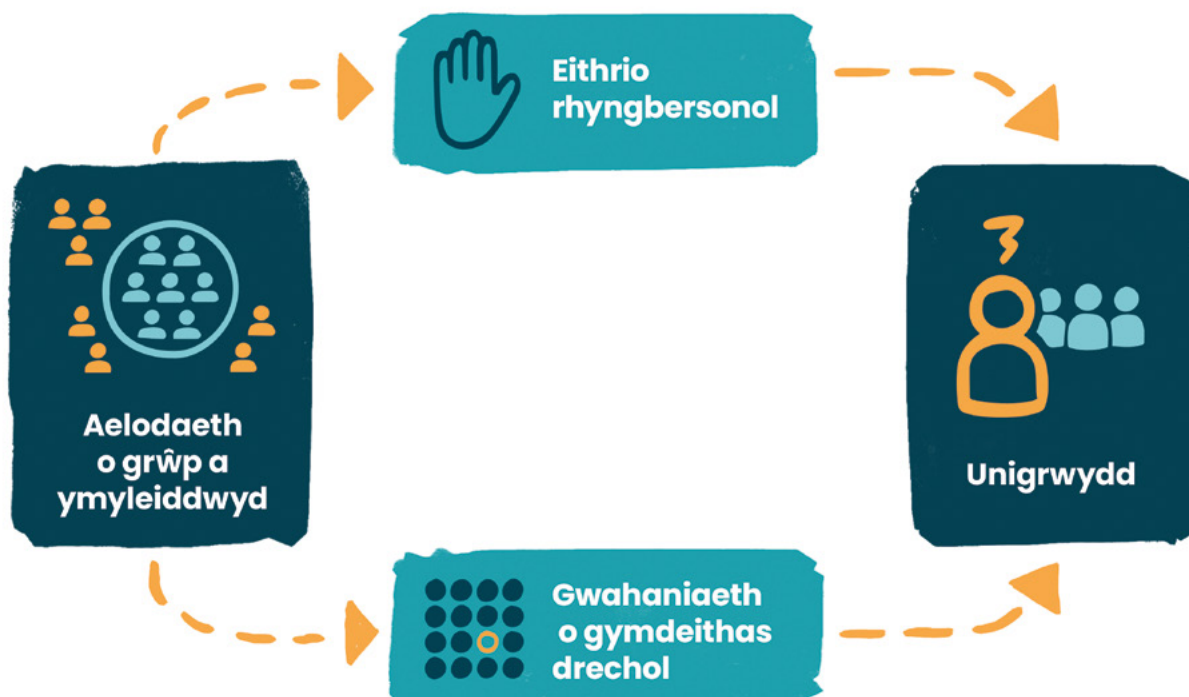 Eithrio
rhyngbersonol
Aelodaeth
o grŵp a
ymyleiddwyd
Unigrwydd
Gwahaniaeth
o gymdeithas
drechol